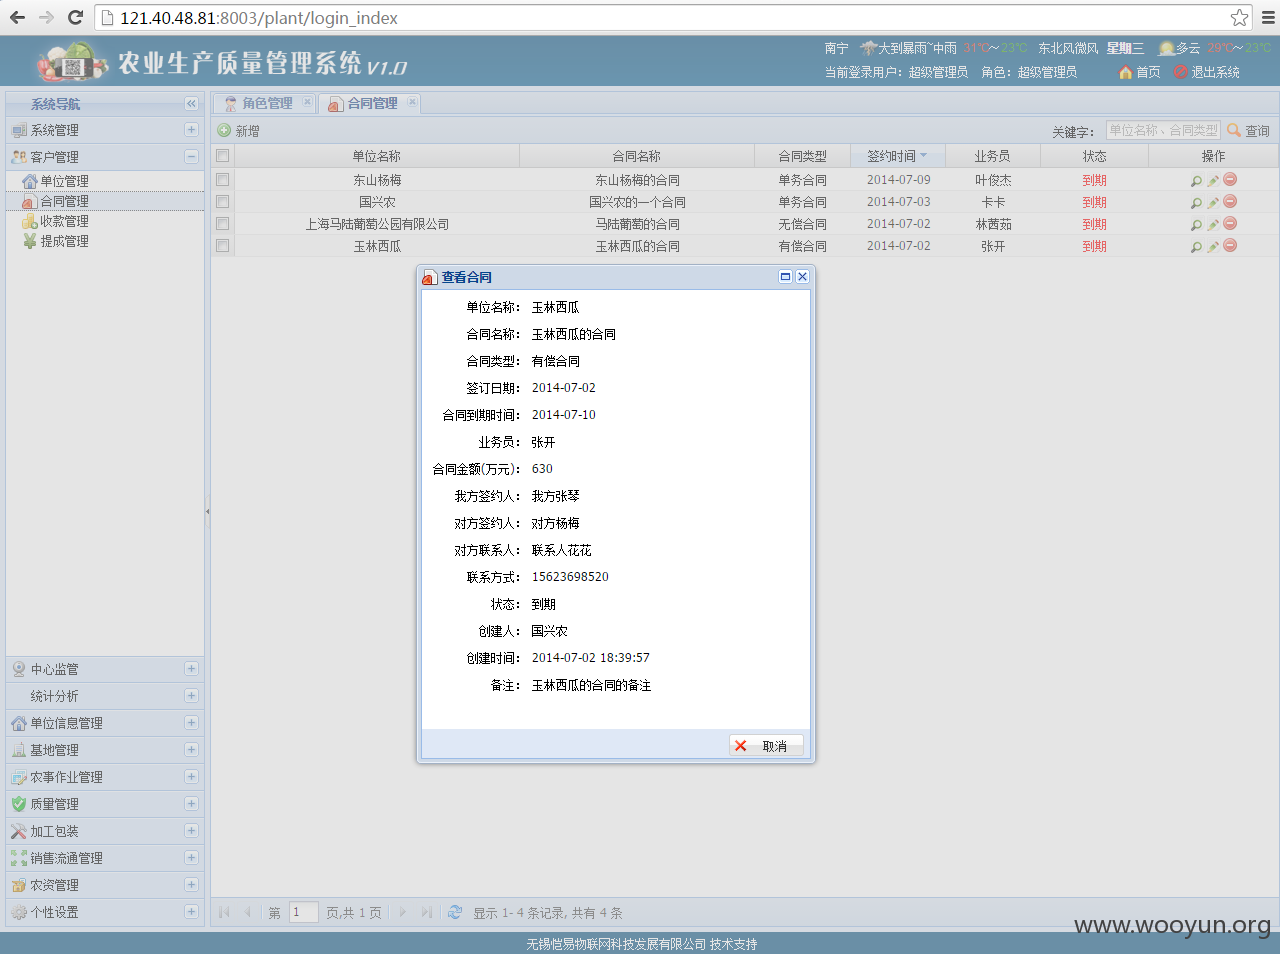 121.40.48.81:8003/plant/login_index
农业生产质量管理系统 V1.0
南宁 大到暴雨~中雨 31℃~23℃ 东北风微风 星期三 多云 29℃~23℃
当前登录用户：超级管理员 角色：超级管理员 首页 退出系统
系统导航
角色管理 合同管理
系统管理
客户管理
单位管理
合同管理
收款管理
提成管理
中心监管
统计分析
单位信息管理
基地管理
农事作业管理
质量管理
加工包装
销售流通管理
农资管理
个性设置
新增 关键字： 单位名称、合同类型 查询
单位名称 合同名称 合同类型 签约时间 业务员 状态 操作
东山杨梅 东山杨梅的合同 单务合同 2014-07-09 叶俊杰 到期
国兴农 国兴农的一个合同 单务合同 2014-07-03 卡卡 到期
上海马陆葡萄公园有限公司 马陆葡萄的合同 无偿合同 2014-07-02 林茜茹 到期
玉林西瓜 玉林西瓜的合同 有偿合同 2014-07-02 张开 到期
查看合同
单位名称： 玉林西瓜
合同名称： 玉林西瓜的合同
合同类型： 有偿合同
签订日期： 2014-07-02
合同到期时间： 2014-07-10
业务员： 张开
合同金额(万元)： 630
我方签约人： 我方张琴
对方签约人： 对方杨梅
对方联系人： 联系人花花
联系方式： 15623698520
状态： 到期
创建人： 国兴农
创建时间： 2014-07-02 18:39:57
备注： 玉林西瓜的合同的备注
取消
第 1 页,共 1 页 显示 1- 4 条记录, 共有 4 条
www.wooyun.org
无锡恺易物联网科技发展有限公司 技术支持